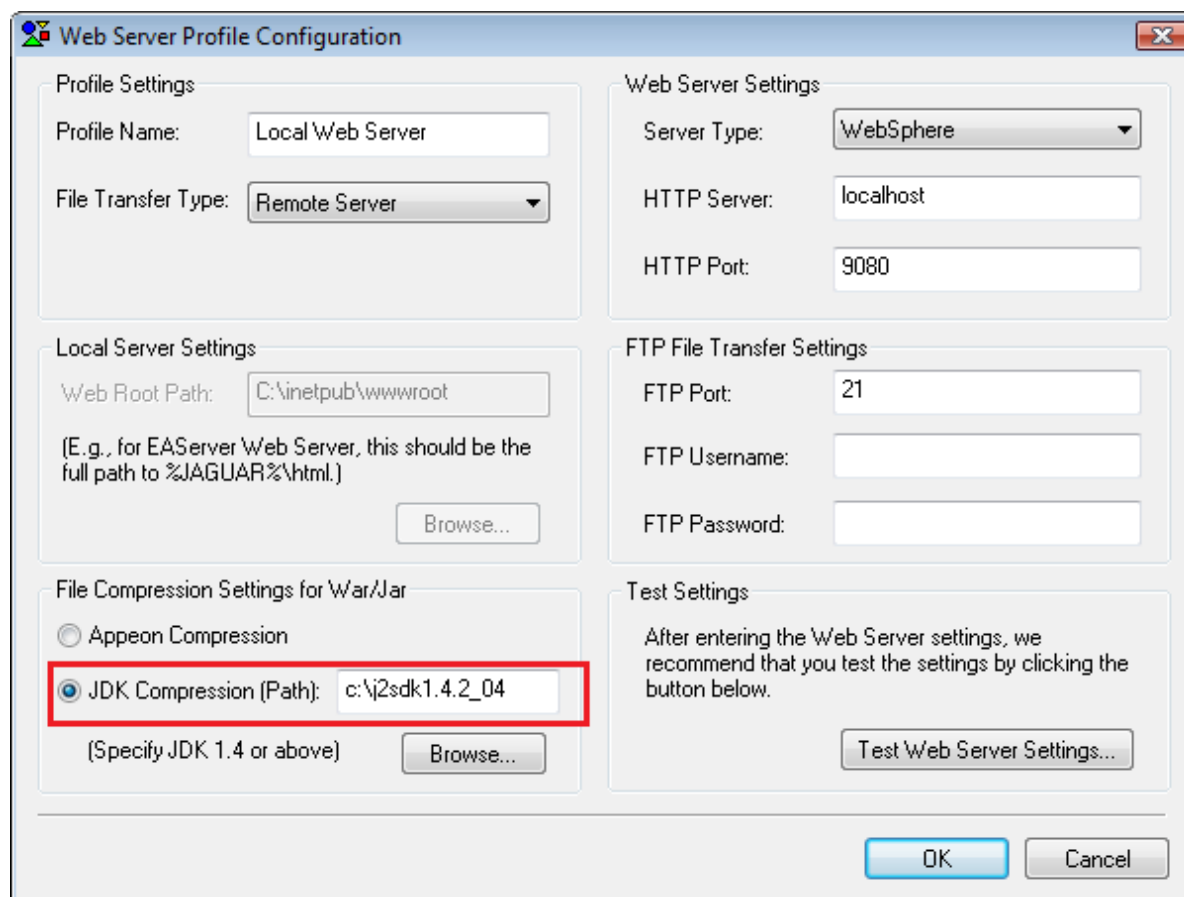 Web Server Profile Configuration
Profile Settings
Profile Name: Local Web Server
File Transfer Type: Remote Server
Web Server Settings
Server Type: WebSphere
HTTP Server: localhost
HTTP Port: 9080
Local Server Settings
Web Root Path: C:\inetpub\wwwroot
(E.g., for EAServer Web Server, this should be the
full path to %JAGUAR%\html.)
Browse...
FTP File Transfer Settings
FTP Port: 21
FTP Username:
FTP Password:
File Compression Settings for War/Jar
Appeon Compression
JDK Compression (Path): c:\j2sdk1.4.2_04
(Specify JDK 1.4 or above) Browse...
Test Settings
After entering the Web Server settings, we
recommend that you test the settings by clicking the
button below.
Test Web Server Settings...
OK Cancel